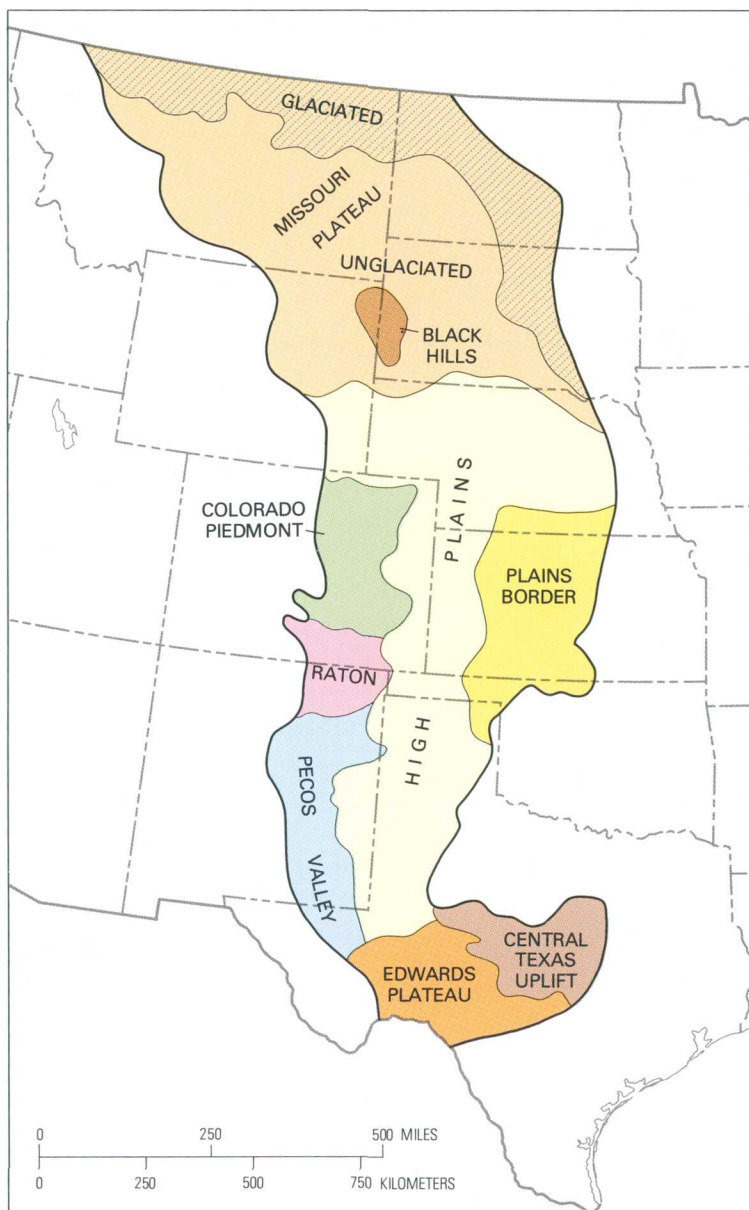 GLACIATED
MISSOURI
PLATEAU
UNGLACIATED
BLACK
HILLS
PLAINS
COLORADO
PIEDMONT
PLAINS
BORDER
RATON
HIGH
PECOS
VALLEY
CENTRAL
TEXAS
UPLIFT
EDWARDS
PLATEAU
0 250 500 MILES
0 250 500 750 KILOMETERS